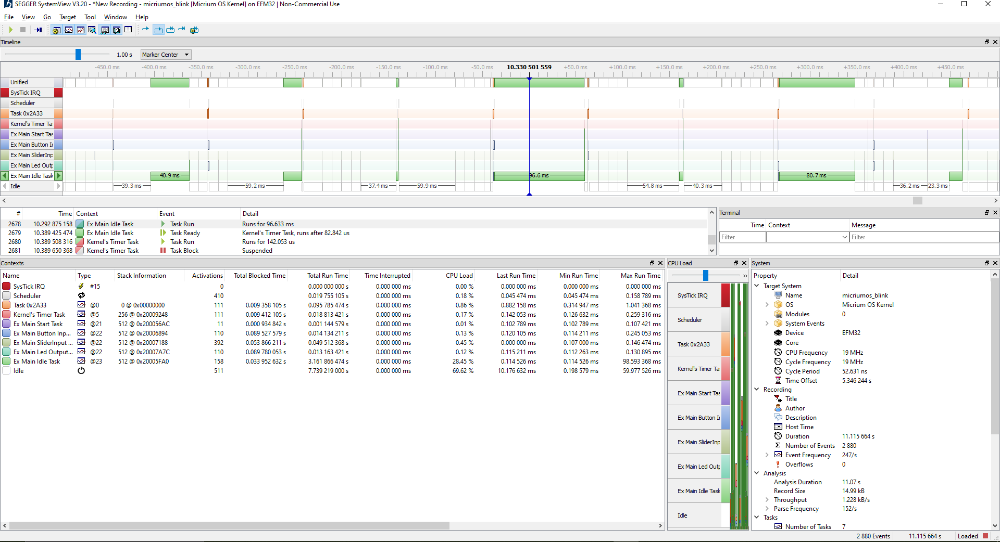 SEGGER SystemView V3.20 - *New Recording - micriumos_blink [Micrium OS Kernel] on EFM32 | Non-Commercial Use
File View Go Target Tool Window Help
Timeline
1.00 s Marker Center
-450.0 ms -400.0 ms -350.0 ms -300.0 ms -250.0 ms -200.0 ms -150.0 ms -100.0 ms -50.0 ms 10.330 501 559 +50.0 ms +100.0 ms +150.0 ms +200.0 ms +250.0 ms +300.0 ms +350.0 ms +400.0 ms +450.0 ms
Unified
SysTick IRQ
Scheduler
Task 0x2A33
Kernel's Timer Ta
Ex Main Start Tas
Ex Main Button I
Ex Main SliderInp
Ex Main Led Outp
Ex Main Idle Task 40.9 ms 96.6 ms 80.7 ms
Idle 39.3 ms 59.2 ms 37.4 ms 59.9 ms 54.8 ms 40.3 ms 36.2 ms 23.3 ms
# Time Context Event Detail
2678 10.292 875 158 Ex Main Idle Task Task Run Runs for 96.633 ms
2679 10.389 425 474 Ex Main Idle Task Task Ready Kernel's Timer Task, runs after 82.842 us
2680 10.389 508 316 Kernel's Timer Task Task Run Runs for 142.053 us
2681 10.389 650 368 Kernel's Timer Task Task Block Suspended
Terminal
Time Context Message
Filter Filter
Contexts
Name Type Stack Information Activations Total Blocked Time Total Run Time Time Interrupted CPU Load Last Run Time Min Run Time Max Run Time
SysTick IRQ #15 0 0.000 000 000 s 0.000 000 ms 0.00 % 0.000 000 ms 0.000 000 ms 0.000 000 ms
Scheduler 410 0.019 755 105 s 0.000 000 ms 0.18 % 0.045 474 ms 0.045 474 ms 0.158 789 ms
Task 0x2A33 @0 0 @ 0x00000000 111 0.009 358 105 s 0.095 785 474 s 0.000 000 ms 0.86 % 0.882 158 ms 0.314 947 ms 1.041 368 ms
Kernel's Timer Task @5 256 @ 0x20009248 111 0.009 412 105 s 0.018 813 421 s 0.000 000 ms 0.17 % 0.142 053 ms 0.126 632 ms 0.259 316 ms
Ex Main Start Task @21 512 @ 0x200056AC 11 0.000 934 842 s 0.001 144 579 s 0.000 000 ms 0.01 % 0.102 789 ms 0.102 789 ms 0.107 421 ms
Ex Main Button Inp... @22 512 @ 0x20006894 110 0.089 527 579 s 0.014 134 211 s 0.000 000 ms 0.13 % 0.120 105 ms 0.114 211 ms 0.245 053 ms
Ex Main SliderInput ... @22 512 @ 0x20007188 392 0.053 866 211 s 0.049 512 368 s 0.000 000 ms 0.45 % 0.000 000 ms 0.107 000 ms 0.146 474 ms
Ex Main Led Output... @22 512 @ 0x20007A7C 110 0.089 780 053 s 0.013 163 421 s 0.000 000 ms 0.12 % 0.115 211 ms 0.112 263 ms 0.130 895 ms
Ex Main Idle Task @23 512 @ 0x20005FA0 158 0.033 952 632 s 3.161 866 474 s 0.000 000 ms 28.45 % 0.114 526 ms 0.114 526 ms 98.593 368 ms
Idle 511 7.739 219 000 s 0.000 000 ms 69.62 % 10.176 632 ms 0.198 579 ms 59.977 526 ms
CPU Load
SysTick IRQ
Scheduler
Task 0x2A33
Kernel's Timer Ta
Ex Main Start Tas
Ex Main Button I
Ex Main SliderInp
Ex Main Led Outp
Ex Main Idle Task
Idle
System
Property Detail
Target System
Name micriumos_blink
OS Micrium OS Kernel
Modules 0
System Events
Device EFM32
Core
CPU Frequency 19 MHz
Cycle Frequency 19 MHz
Cycle Period 52.631 ns
Time Offset 5.346 244 s
Recording
Title
Author
Description
Host Time
Duration 11.115 664 s
Number of Events 2 880
Event Frequency 247/s
Overflows 0
Analysis
Analysis Duration 11.07 s
Record Size 14.99 kB
Throughput 1.228 kB/s
Parse Frequency 152/s
Tasks
Number of Tasks 7
2 880 Events 11.115 664 s Loaded